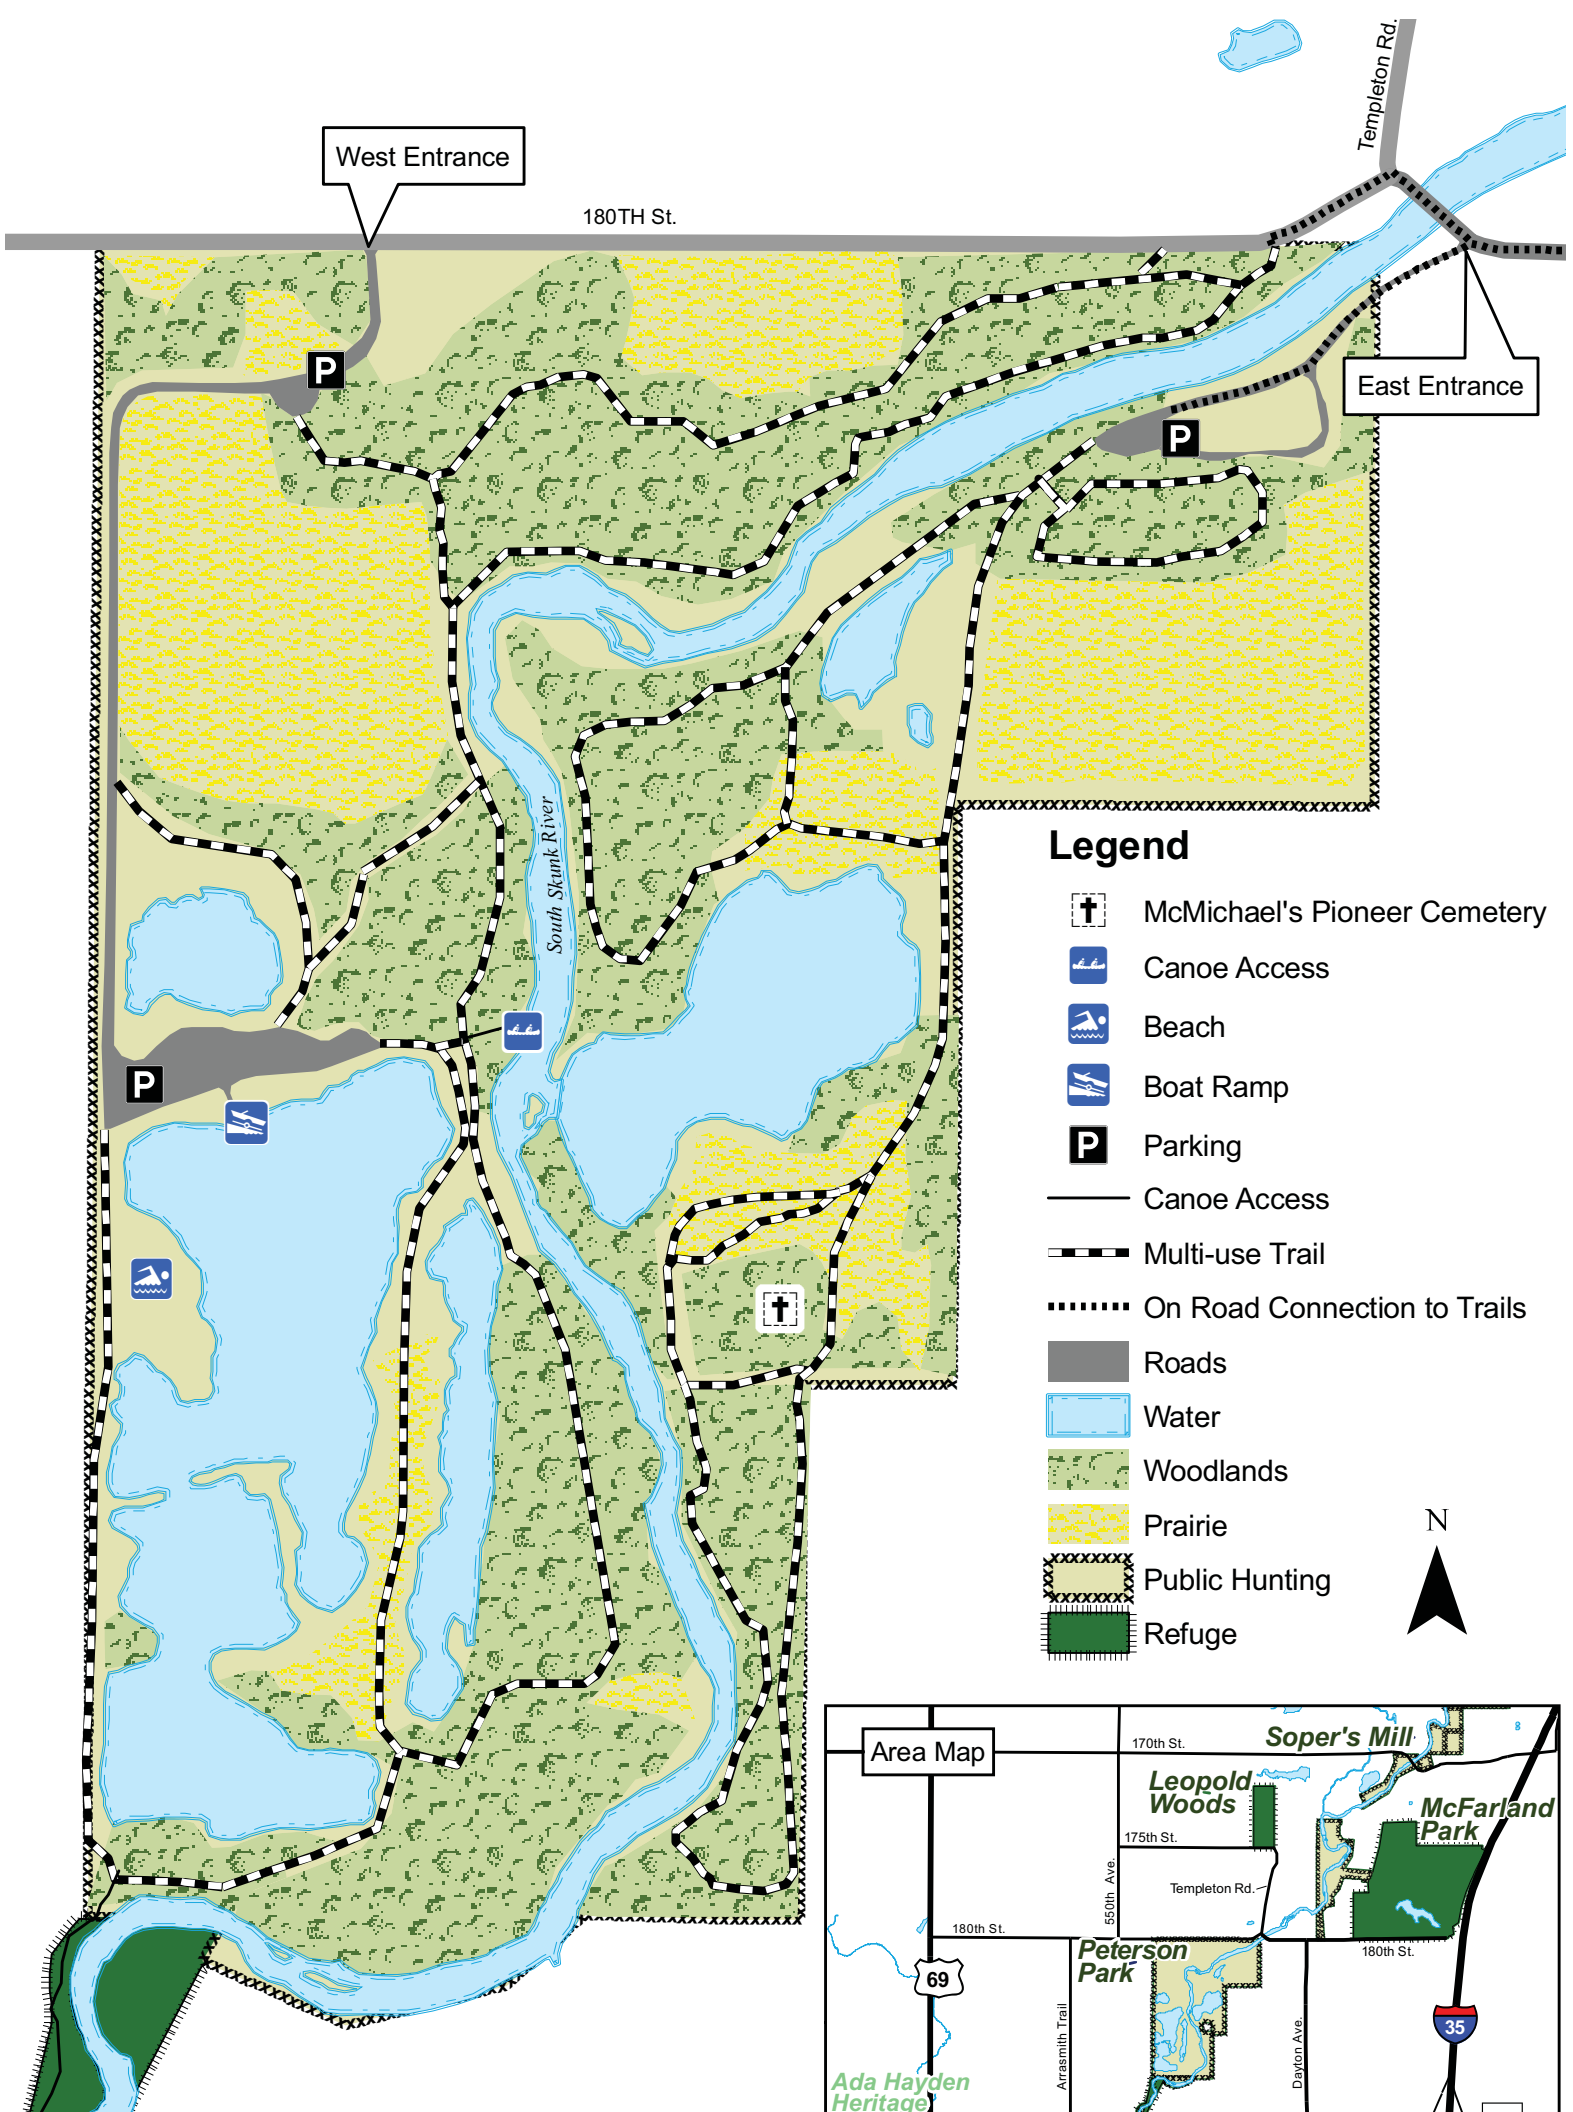 Templeton Rd.
West Entrance
180TH St.
P
East Entrance
P
South Skunk River
P
Legend
McMichael's Pioneer Cemetery
Canoe Access
Beach
Boat Ramp
P Parking
Canoe Access
Multi-use Trail
On Road Connection to Trails
Roads
Water
Woodlands
Prairie
Public Hunting
Refuge
N
Area Map
170th St.
Soper's Mill
Leopold
Woods
McFarland
Park
175th St.
550th Ave.
Templeton Rd.
180th St.
180th St.
Peterson
Park
69
35
Arrasmith Trail
Dayton Ave.
Ada Hayden
Heritage